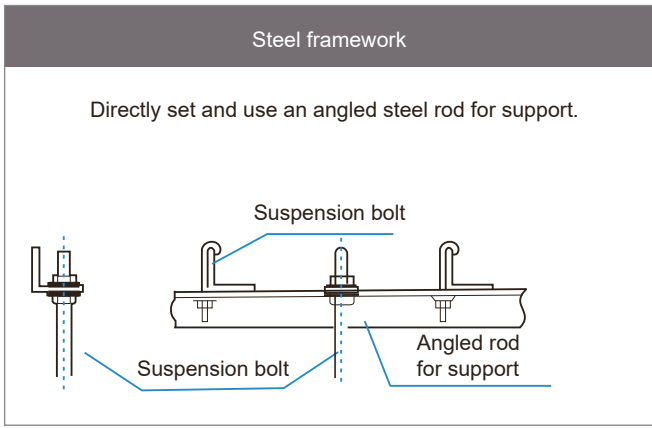 Steel framework
Directly set and use an angled steel rod for support.
Suspension bolt
Suspension bolt
Angled rod
for support